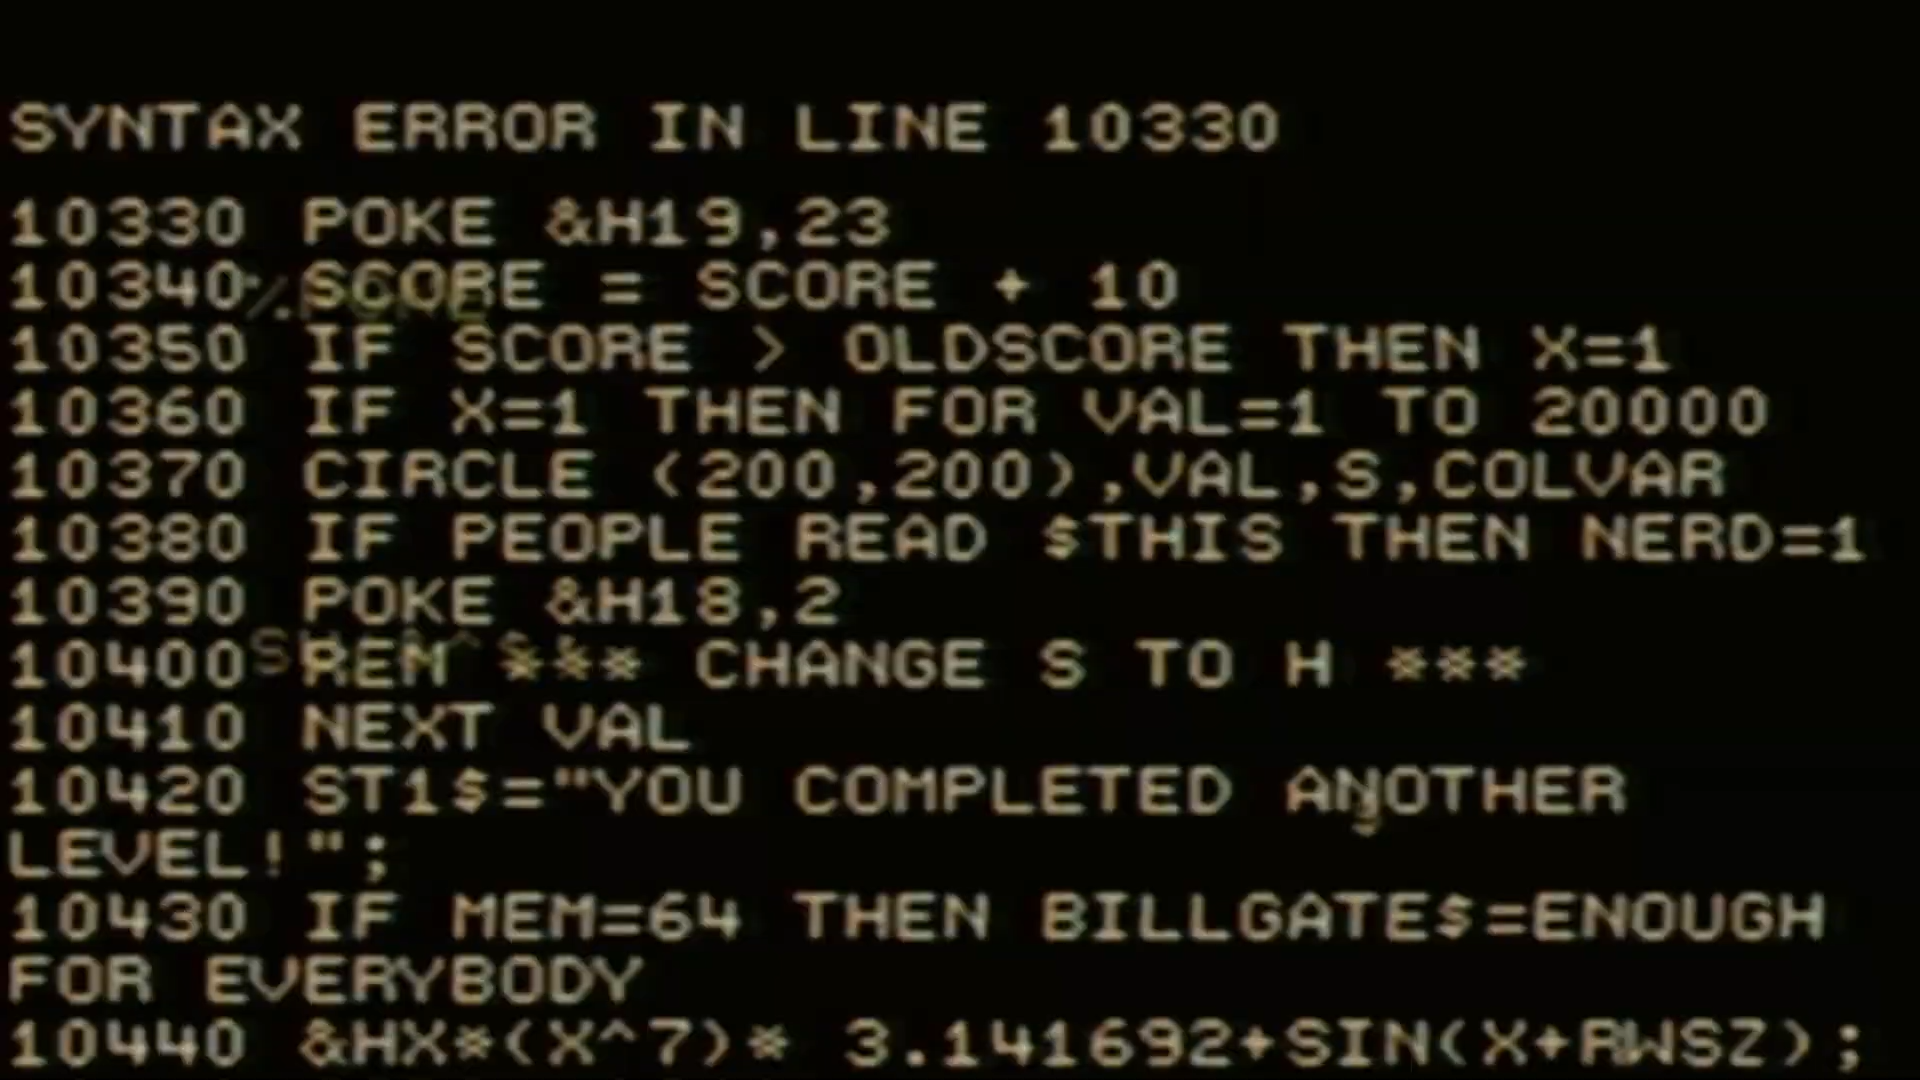 SYNTAX ERROR IN LINE 10330
10330 POKE &H19,23
10340 SCORE = SCORE + 10
10350 IF SCORE > OLDSCORE THEN X=1
10360 IF X=1 THEN FOR VAL=1 TO 20000
10370 CIRCLE (200,200),VAL,S,COLVAR
10380 IF PEOPLE READ $THIS THEN NERD=1
10390 POKE &H18,2
10400 REM *** CHANGE S TO H ***
10410 NEXT VAL
10420 ST1$="YOU COMPLETED ANOTHER
LEVEL!";
10430 IF MEM=64 THEN BILLGATE$=ENOUGH
FOR EVERYBODY
10440 &HX*(X^7)* 3.141692+SIN(X+RWSZ);